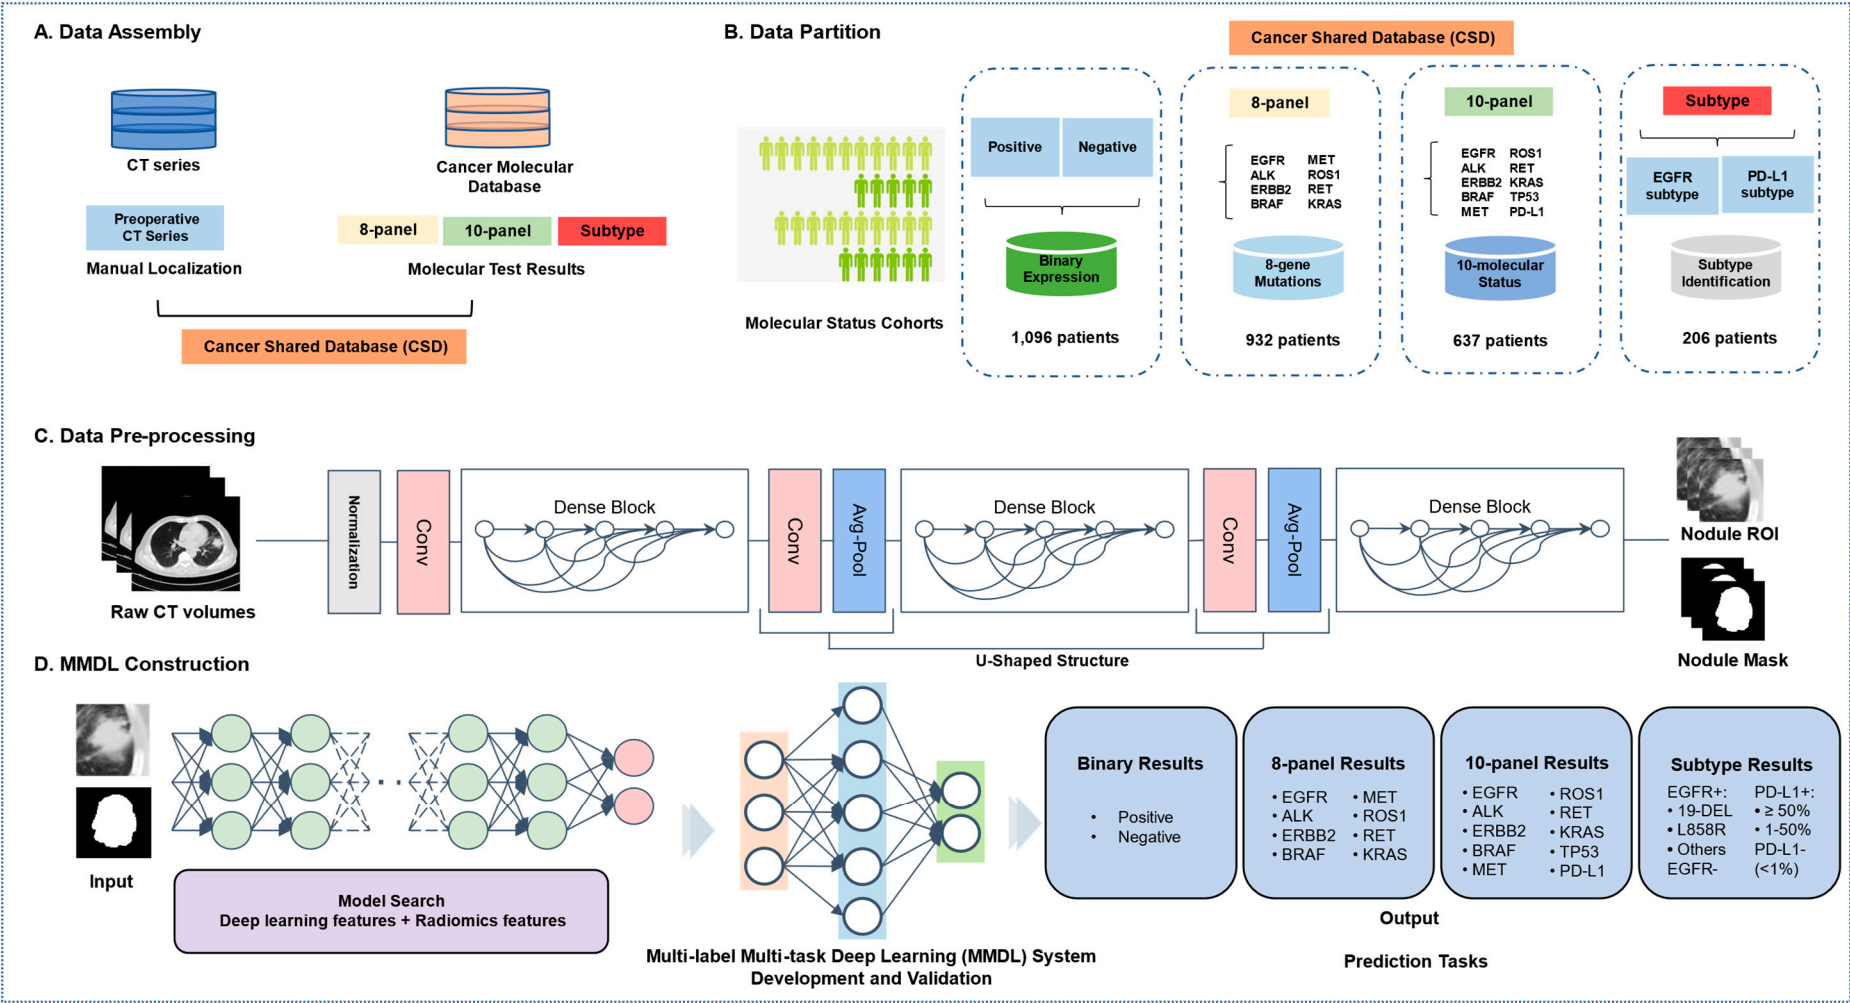 A. Data Assembly
CT series
Cancer Molecular
Database
Preoperative
CT Series
8-panel
10-panel
Subtype
Manual Localization
Molecular Test Results
Cancer Shared Database (CSD)
B. Data Partition
Cancer Shared Database (CSD)
Molecular Status Cohorts
Positive
Negative
Binary
Expression
1,096 patients
8-panel
EGFR MET
ALK ROS1
ERBB2 RET
BRAF KRAS
8-gene
Mutations
932 patients
10-panel
EGFR ROS1
ALK RET
ERBB2 KRAS
BRAF TP53
MET PD-L1
10-molecular
Status
637 patients
Subtype
EGFR
subtype
PD-L1
subtype
Subtype
Identification
206 patients
C. Data Pre-processing
Raw CT volumes
Normalization
Conv
Dense Block
Conv
Avg-Pool
Dense Block
Conv
Avg-Pool
Dense Block
U-Shaped Structure
Nodule ROI
Nodule Mask
D. MMDL Construction
Input
Model Search
Deep learning features + Radiomics features
Multi-label Multi-task Deep Learning (MMDL) System
Development and Validation
Binary Results
• Positive
• Negative
8-panel Results
• EGFR • MET
• ALK • ROS1
• ERBB2 • RET
• BRAF • KRAS
10-panel Results
• EGFR • ROS1
• ALK • RET
• ERBB2 • KRAS
• BRAF • TP53
• MET • PD-L1
Subtype Results
EGFR+: PD-L1+:
• 19-DEL • ≥ 50%
• L858R • 1-50%
• Others PD-L1-
EGFR- (<1%)
Output
Prediction Tasks